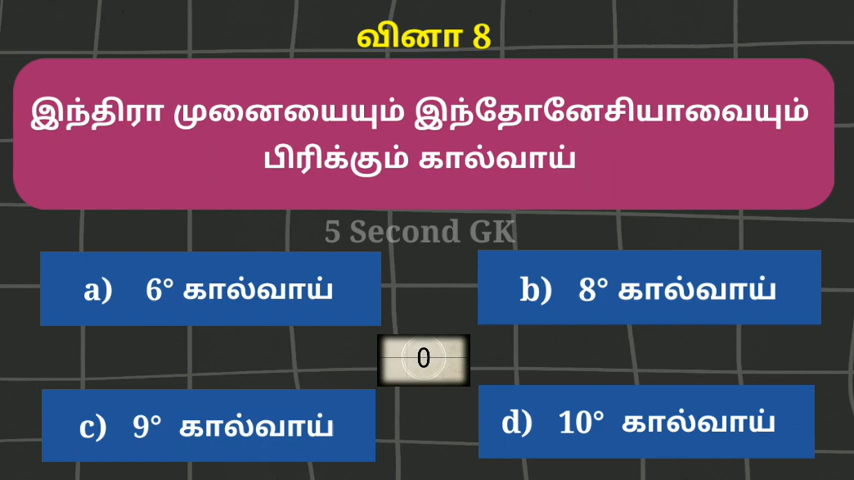 வினா 8
இந்திரா முனையையும் இந்தோனேசியாவையும்
பிரிக்கும் கால்வாய்
5 Second GK
a) 6° கால்வாய்
b) 8° கால்வாய்
0
c) 9° கால்வாய்
d) 10° கால்வாய்